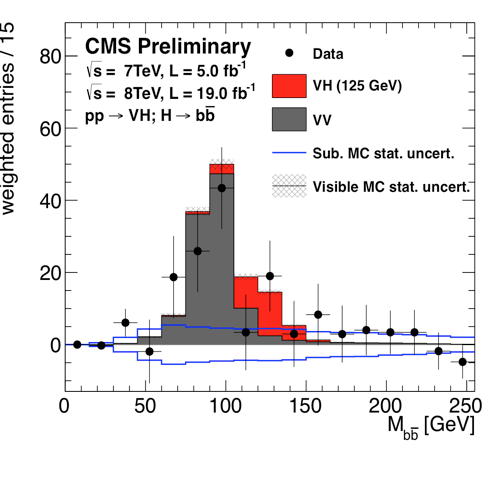 CMS Preliminary
√s = 7TeV, L = 5.0 fb⁻¹
√s = 8TeV, L = 19.0 fb⁻¹
pp → VH; H → bb̅
Data
VH (125 GeV)
VV
Sub. MC stat. uncert.
Visible MC stat. uncert.
weighted entries / 15
80
60
40
20
0
0 50 100 150 200 250
M_bb̅ [GeV]